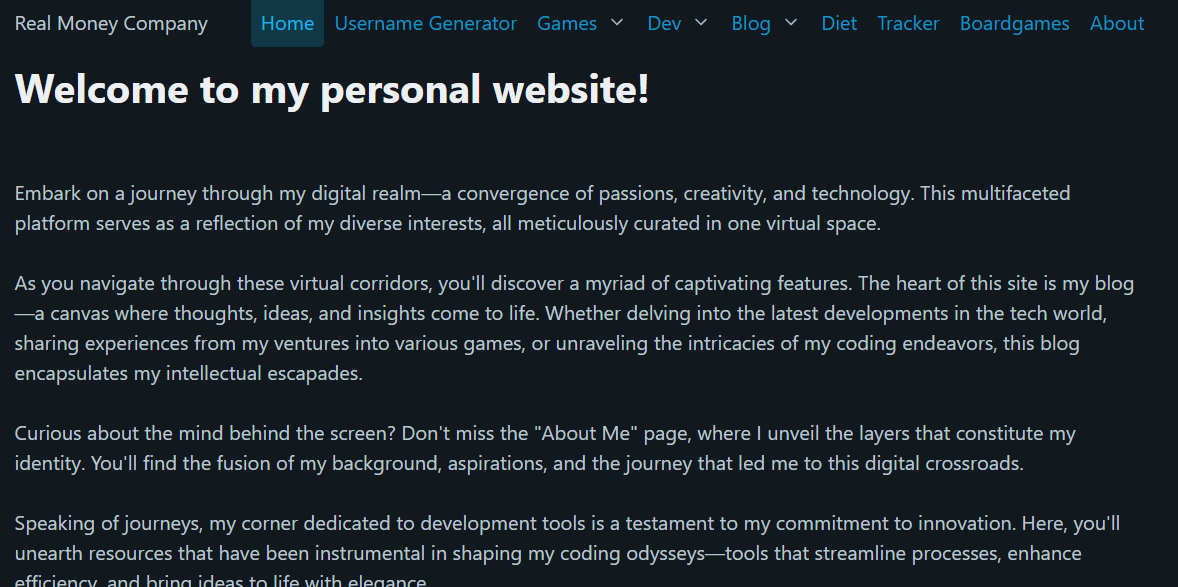 Real Money Company Home Username Generator Games Dev Blog Diet Tracker Boardgames About
Welcome to my personal website!
Embark on a journey through my digital realm—a convergence of passions, creativity, and technology. This multifaceted
platform serves as a reflection of my diverse interests, all meticulously curated in one virtual space.
As you navigate through these virtual corridors, you'll discover a myriad of captivating features. The heart of this site is my blog
—a canvas where thoughts, ideas, and insights come to life. Whether delving into the latest developments in the tech world,
sharing experiences from my ventures into various games, or unraveling the intricacies of my coding endeavors, this blog
encapsulates my intellectual escapades.
Curious about the mind behind the screen? Don't miss the "About Me" page, where I unveil the layers that constitute my
identity. You'll find the fusion of my background, aspirations, and the journey that led me to this digital crossroads.
Speaking of journeys, my corner dedicated to development tools is a testament to my commitment to innovation. Here, you'll
unearth resources that have been instrumental in shaping my coding odysseys—tools that streamline processes, enhance
efficiency, and bring ideas to life with elegance.